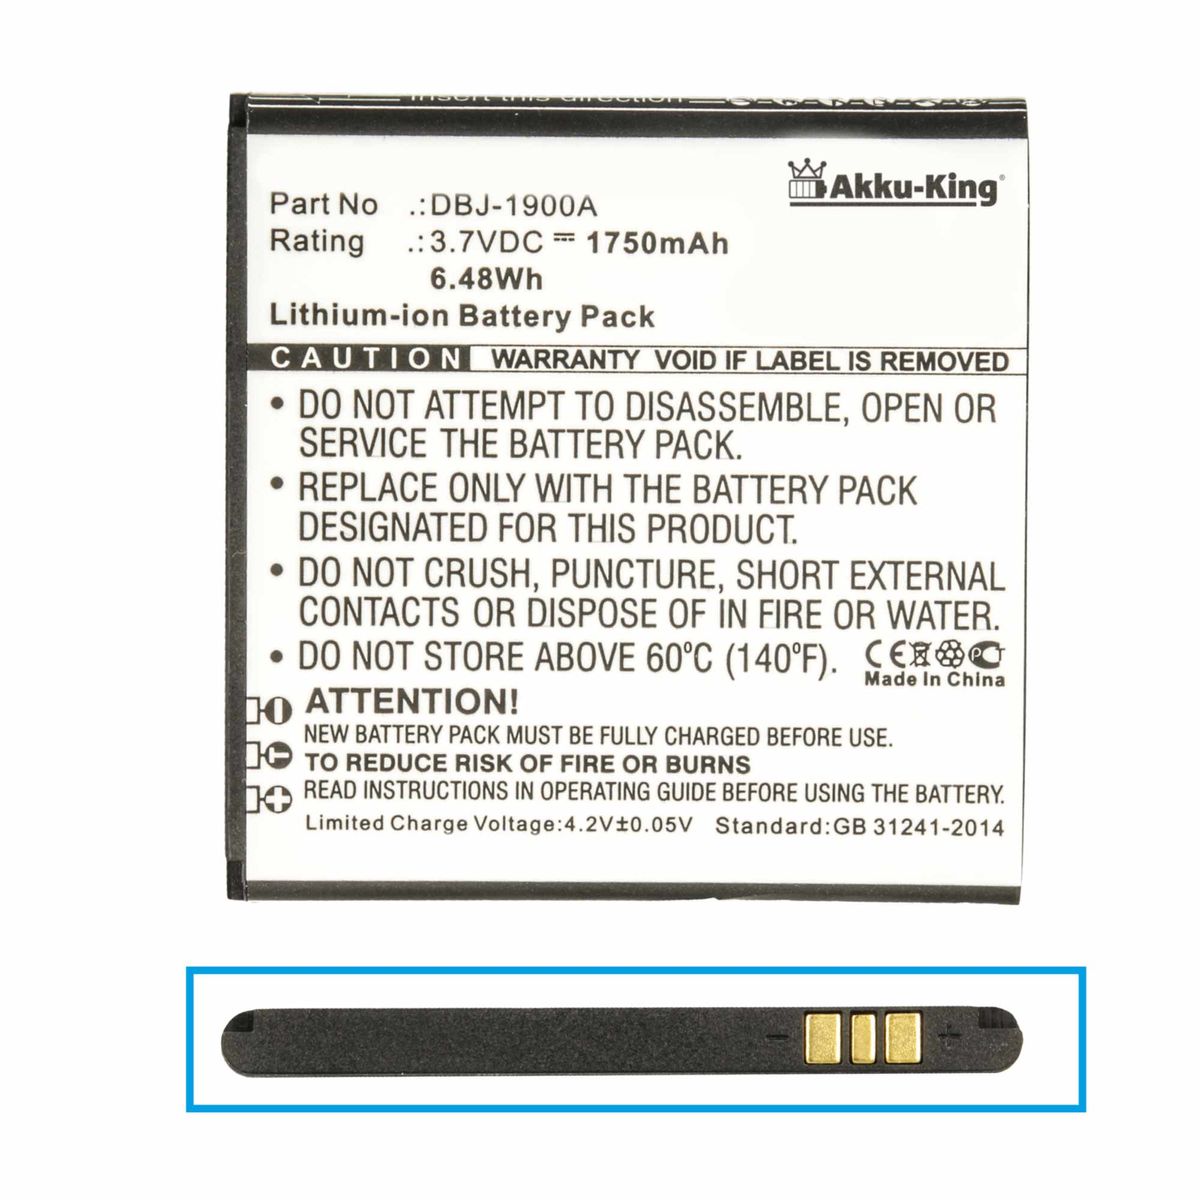 Insert this direction
Akku-King®
Part No .:DBJ-1900A
Rating .:3.7VDC ⎓ 1750mAh
6.48Wh
Lithium-ion Battery Pack
CAUTION WARRANTY VOID IF LABEL IS REMOVED
• DO NOT ATTEMPT TO DISASSEMBLE, OPEN OR
SERVICE THE BATTERY PACK.
• REPLACE ONLY WITH THE BATTERY PACK
DESIGNATED FOR THIS PRODUCT.
• DO NOT CRUSH, PUNCTURE, SHORT EXTERNAL
CONTACTS OR DISPOSE OF IN FIRE OR WATER.
• DO NOT STORE ABOVE 60°C (140°F). CE PCT
Made In China
ATTENTION!
NEW BATTERY PACK MUST BE FULLY CHARGED BEFORE USE.
TO REDUCE RISK OF FIRE OR BURNS
READ INSTRUCTIONS IN OPERATING GUIDE BEFORE USING THE BATTERY.
Limited Charge Voltage:4.2V±0.05V Standard:GB 31241-2014
- +